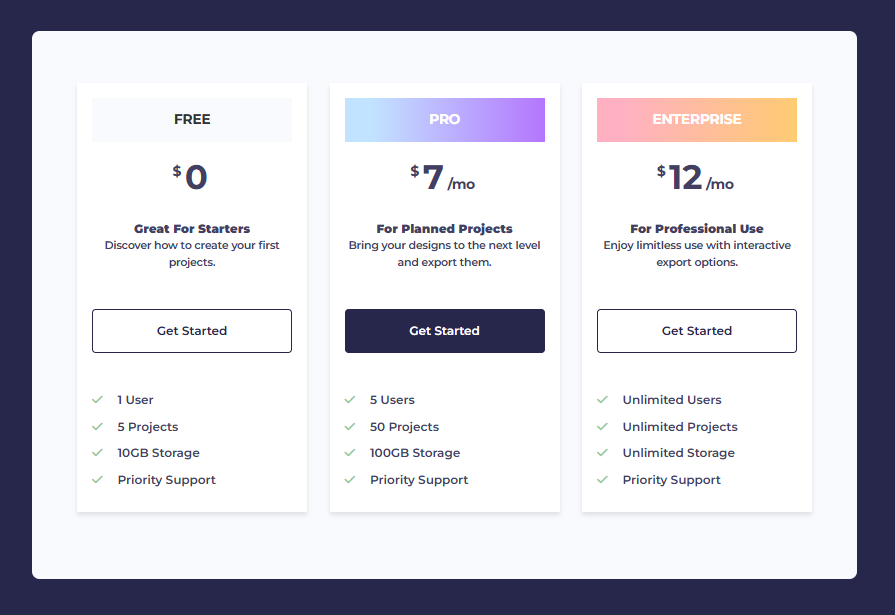 FREE
$0
Great For Starters
Discover how to create your first
projects.
Get Started
1 User
5 Projects
10GB Storage
Priority Support
PRO
$7 /mo
For Planned Projects
Bring your designs to the next level
and export them.
Get Started
5 Users
50 Projects
100GB Storage
Priority Support
ENTERPRISE
$12 /mo
For Professional Use
Enjoy limitless use with interactive
export options.
Get Started
Unlimited Users
Unlimited Projects
Unlimited Storage
Priority Support